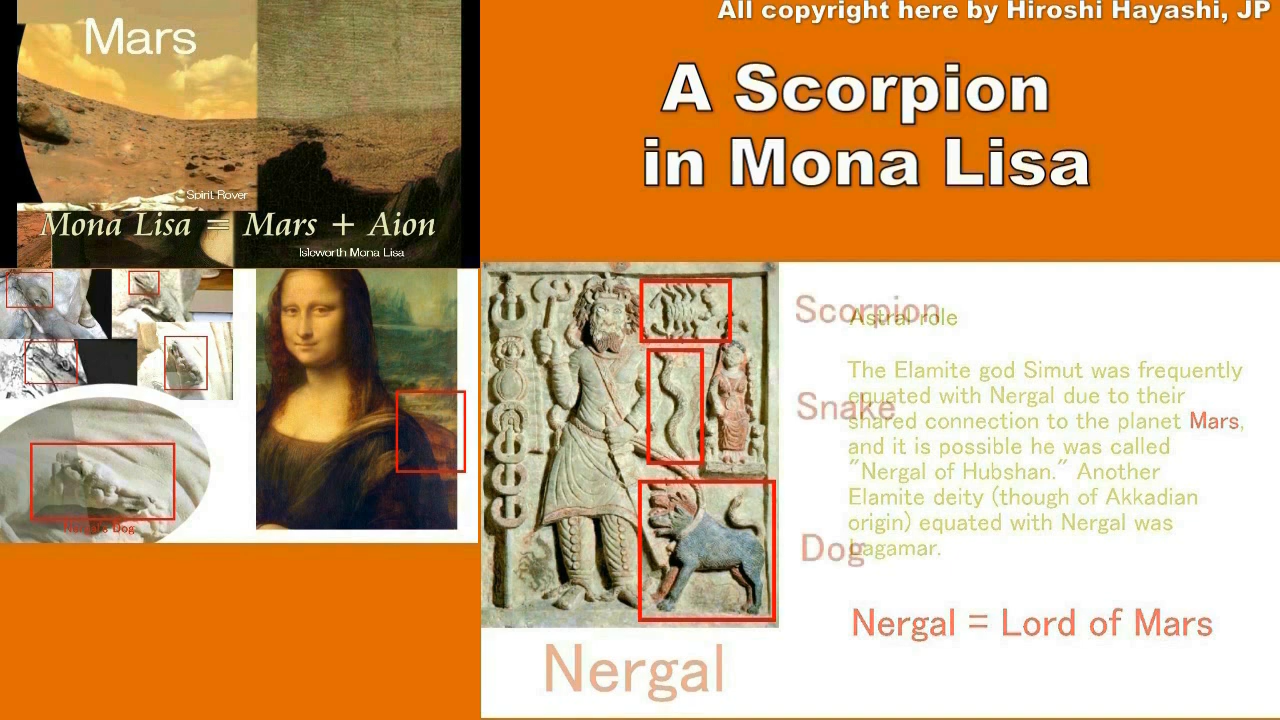 All copyright here by Hiroshi Hayashi, JP
Mars
Spirit Rover
Mona Lisa = Mars + Aion
Isleworth Mona Lisa
A Scorpion
in Mona Lisa
Dog
Scorpion
Astral role
The Elamite god Simut was frequently
equated with Nergal due to their
Snake
shared connection to the planet Mars,
and it is possible he was called
"Nergal of Hubshan." Another
Elamite deity (though of Akkadian
origin) equated with Nergal was
Dog
Lagamar.
Nergal = Lord of Mars
Nergal